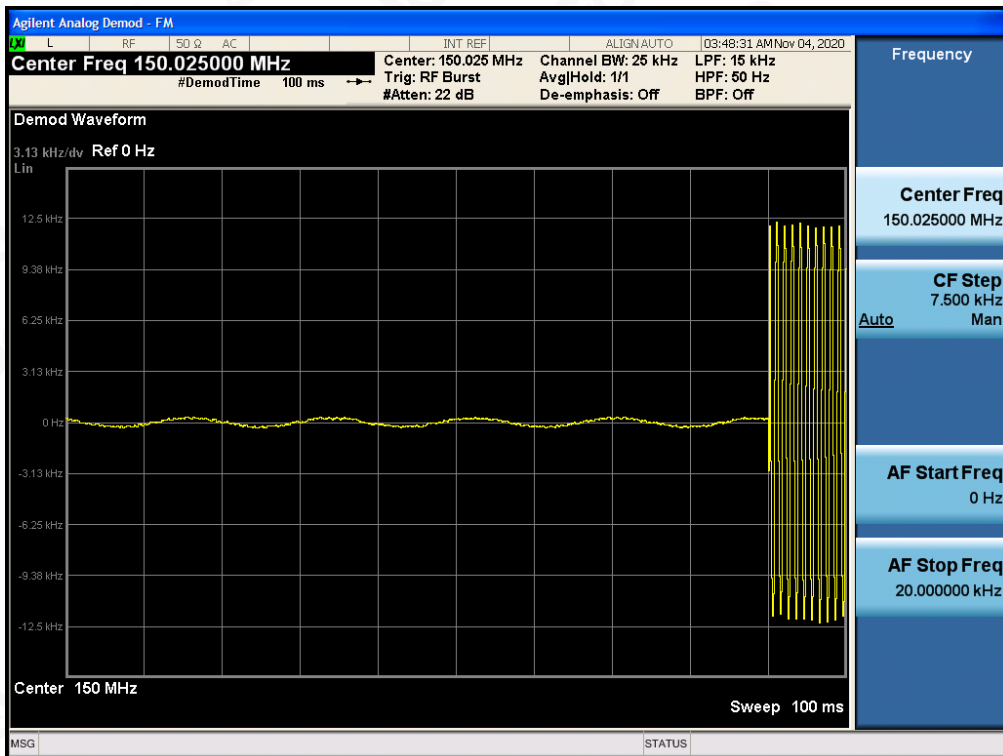 Agilent Analog Demod - FM
LXI L RF 50 Ω AC INT REF ALIGN AUTO 03:48:31 AM Nov 04, 2020
Center Freq 150.025000 MHz
#DemodTime 100 ms
Center: 150.025 MHz Channel BW: 25 kHz LPF: 15 kHz
Trig: RF Burst Avg|Hold: 1/1 HPF: 50 Hz
#Atten: 22 dB De-emphasis: Off BPF: Off
Demod Waveform
3.13 kHz/dv Ref 0 Hz
Lin
12.5 kHz
9.38 kHz
6.25 kHz
3.13 kHz
0 Hz
-3.13 kHz
-6.25 kHz
-9.38 kHz
-12.5 kHz
Center 150 MHz
Sweep 100 ms
MSG STATUS
Frequency
Center Freq
150.025000 MHz
CF Step
7.500 kHz
Auto Man
AF Start Freq
0 Hz
AF Stop Freq
20.000000 kHz